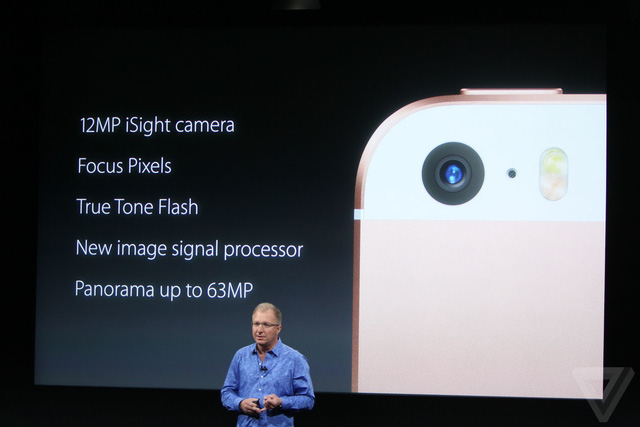 12MP iSight camera
Focus Pixels
True Tone Flash
New image signal processor
Panorama up to 63MP